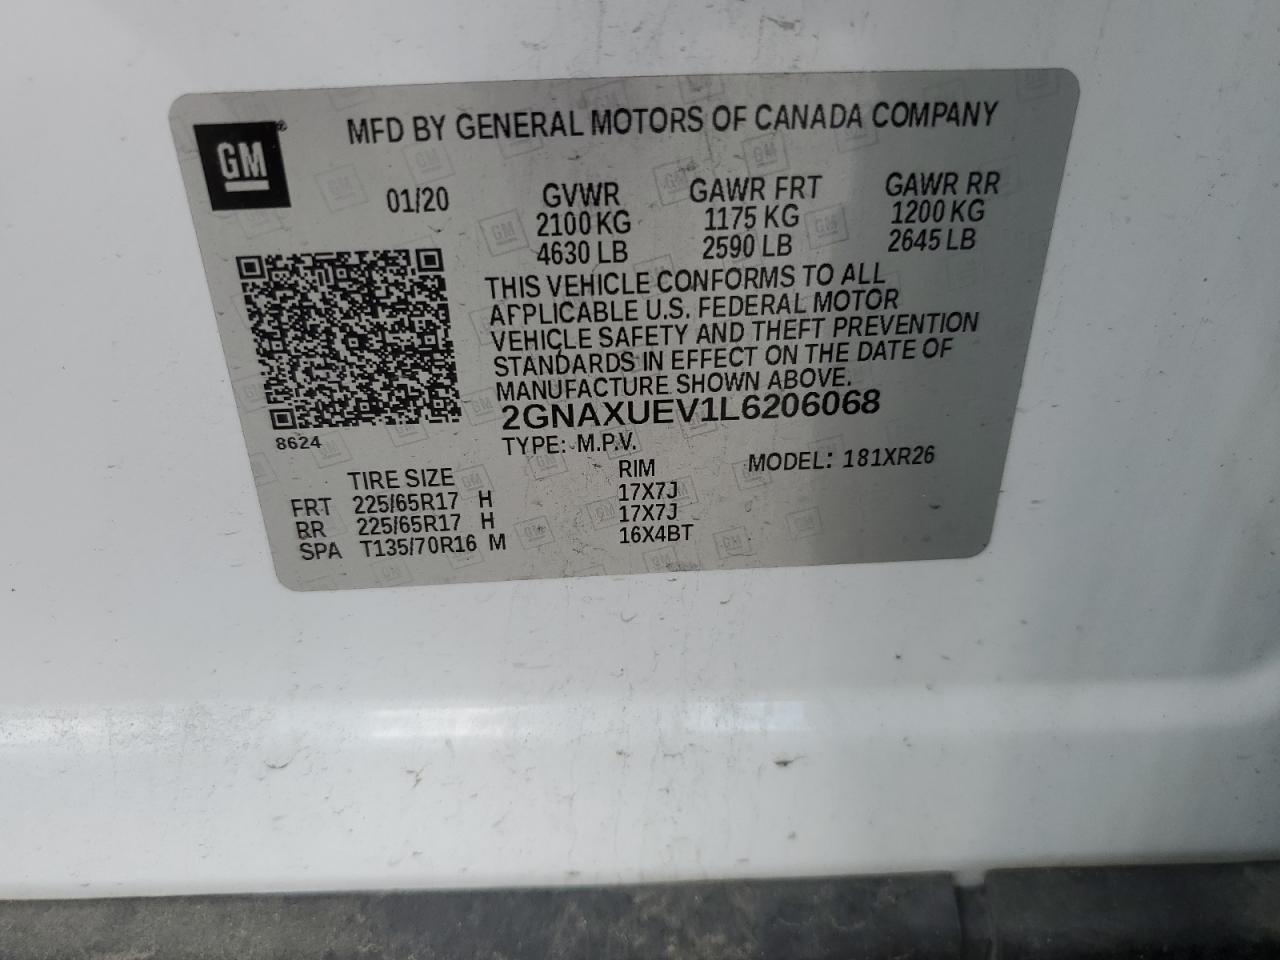 GM
MFD BY GENERAL MOTORS OF CANADA COMPANY
01/20 GVWR GAWR FRT GAWR RR
2100 KG 1175 KG 1200 KG
4630 LB 2590 LB 2645 LB
THIS VEHICLE CONFORMS TO ALL
APPLICABLE U.S. FEDERAL MOTOR
VEHICLE SAFETY AND THEFT PREVENTION
STANDARDS IN EFFECT ON THE DATE OF
MANUFACTURE SHOWN ABOVE.
2GNAXUEV1L6206068
8624
TYPE: M.P.V. MODEL: 181XR26
TIRE SIZE RIM
FRT 225/65R17 H 17X7J
RR 225/65R17 H 17X7J
SPA T135/70R16 M 16X4BT